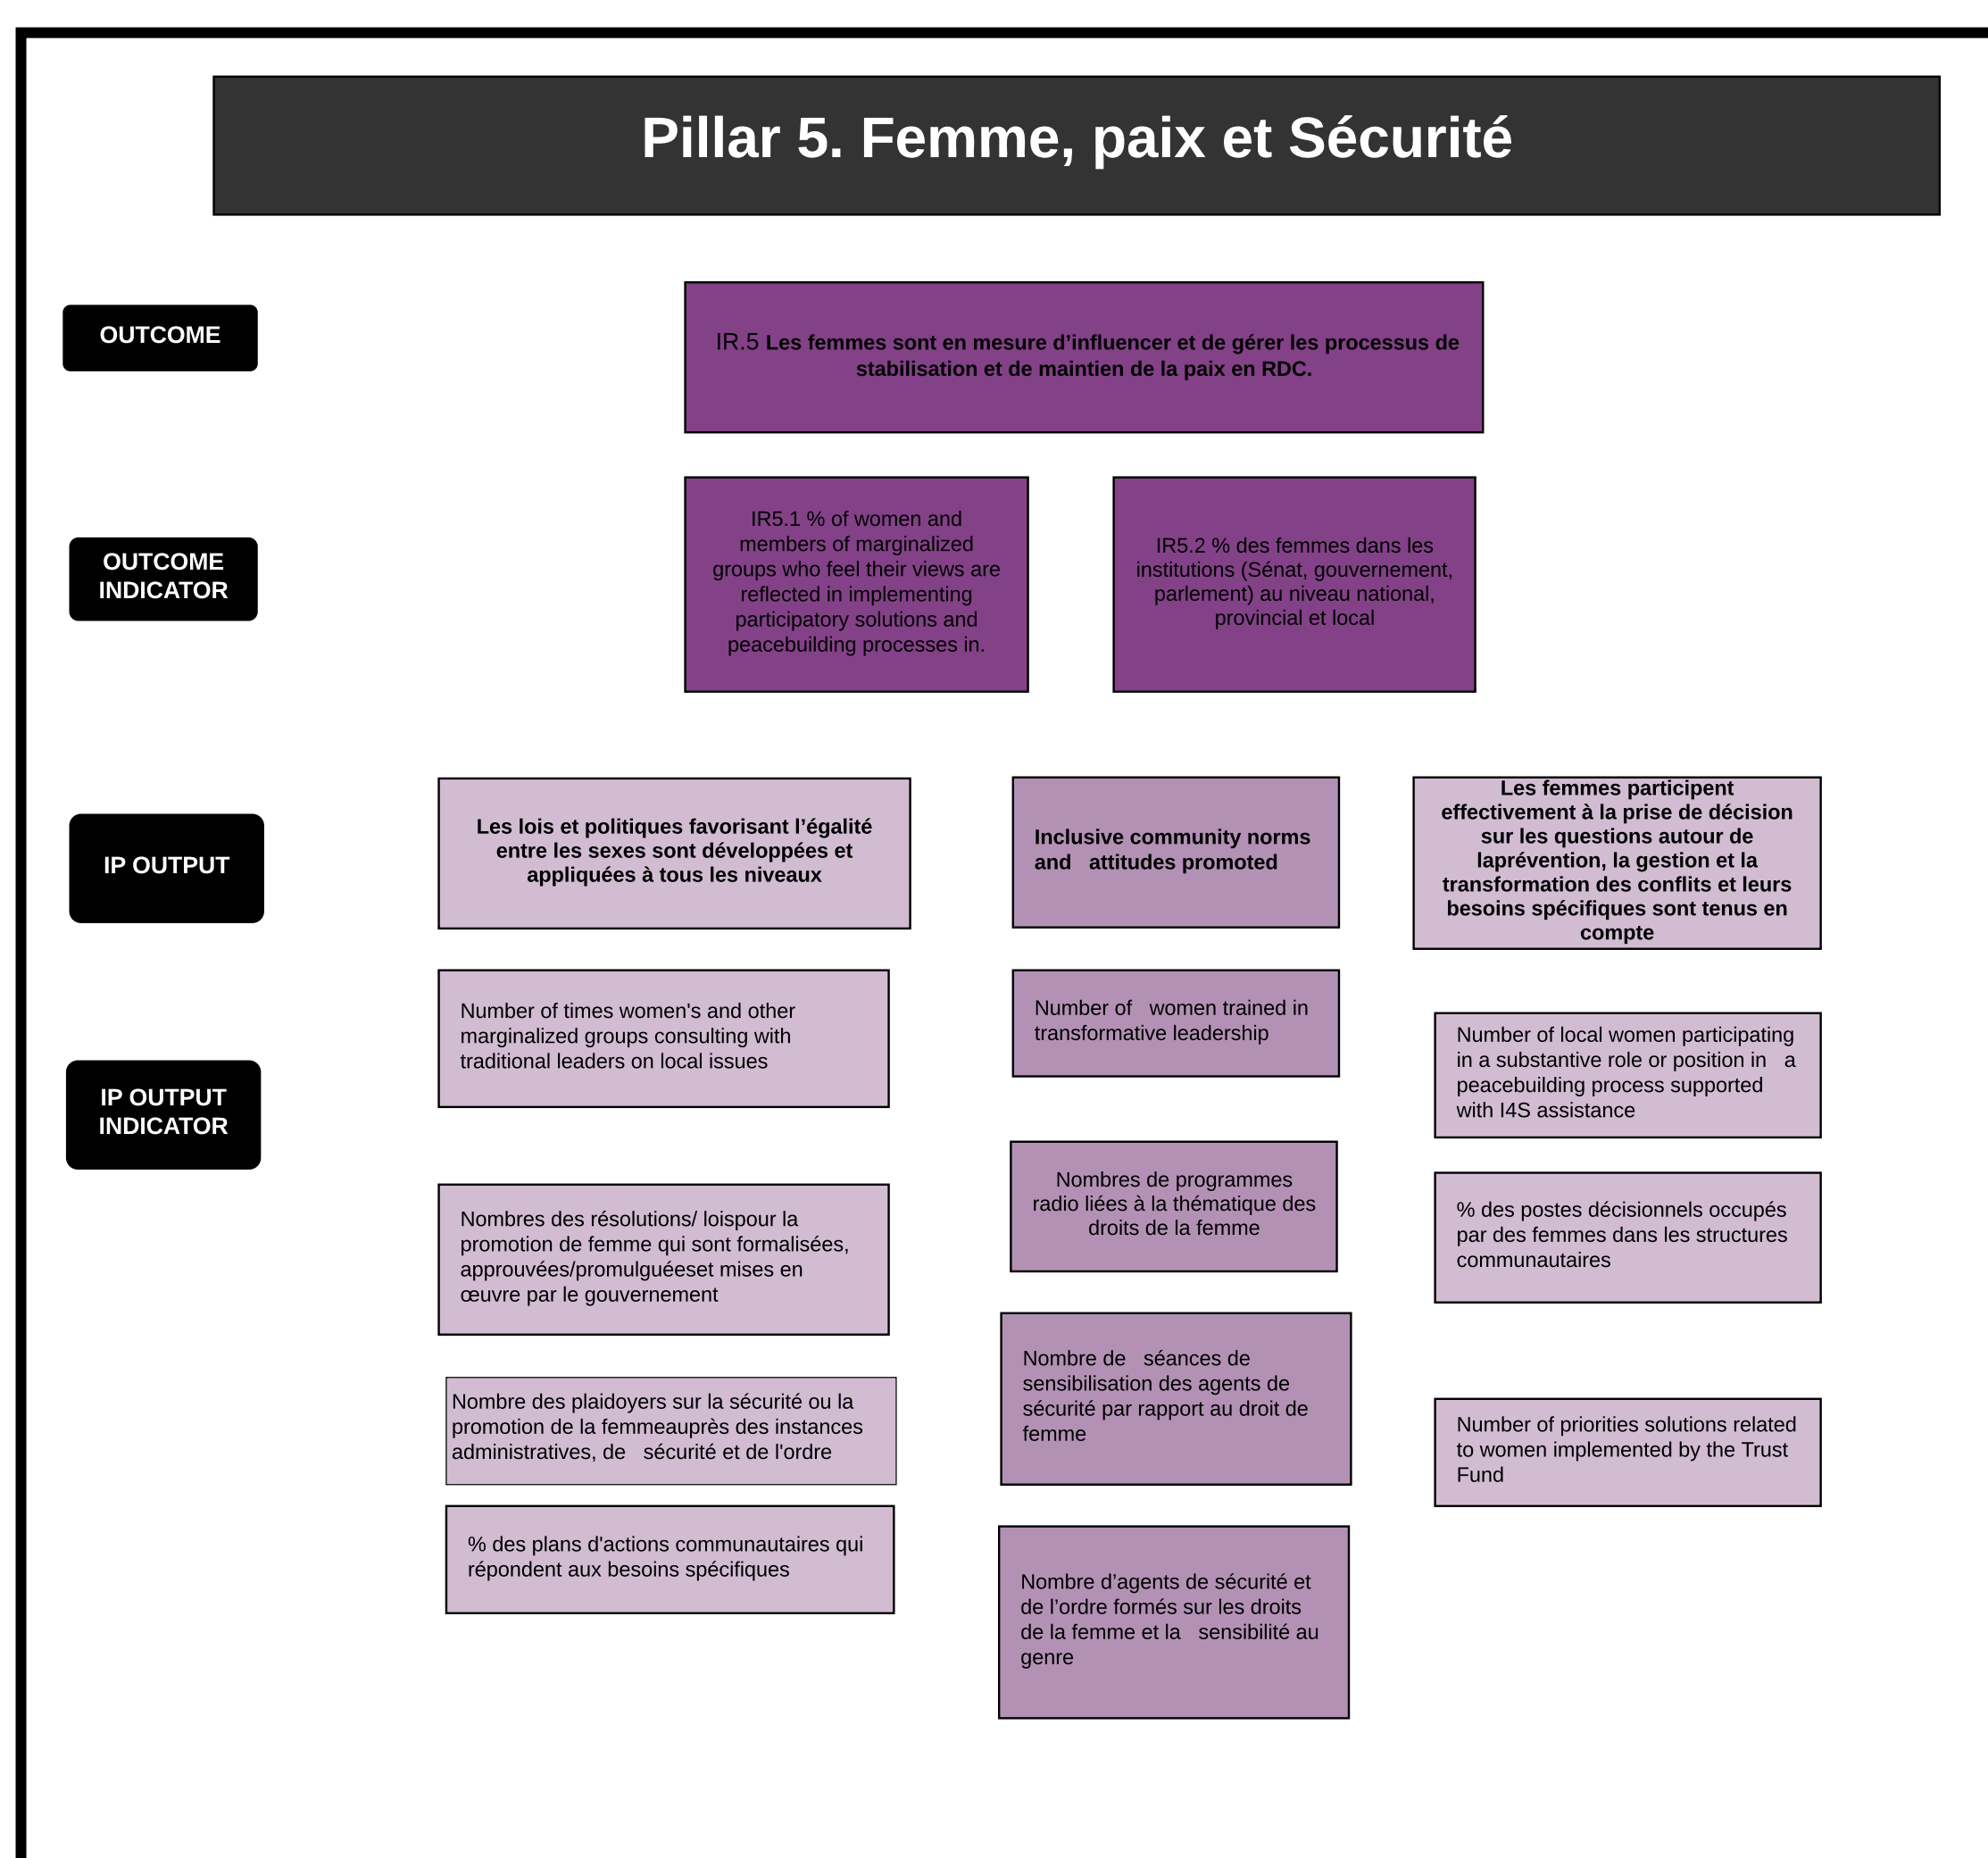 Pillar 5. Femme, paix et Sécurité
OUTCOME
IR.5 Les femmes sont en mesure d’influencer et de gérer les processus de
stabilisation et de maintien de la paix en RDC.
OUTCOME
INDICATOR
IR5.1 % of women and
members of marginalized
groups who feel their views are
reflected in implementing
participatory solutions and
peacebuilding processes in.
IR5.2 % des femmes dans les
institutions (Sénat, gouvernement,
parlement) au niveau national,
provincial et local
IP OUTPUT
Les lois et politiques favorisant l’égalité
entre les sexes sont développées et
appliquées à tous les niveaux
Inclusive community norms
and   attitudes promoted
Les femmes participent
effectivement à la prise de décision
sur les questions autour de
laprévention, la gestion et la
transformation des conflits et leurs
besoins spécifiques sont tenus en
compte
IP OUTPUT
INDICATOR
Number of times women's and other
marginalized groups consulting with
traditional leaders on local issues
Nombres des résolutions/ loispour la
promotion de femme qui sont formalisées,
approuvées/promulguéeset mises en
œuvre par le gouvernement
Nombre des plaidoyers sur la sécurité ou la
promotion de la femmeauprès des instances
administratives, de   sécurité et de l'ordre
% des plans d'actions communautaires qui
répondent aux besoins spécifiques
Number of   women trained in
transformative leadership
Nombres de programmes
radio liées à la thématique des
droits de la femme
Nombre de   séances de
sensibilisation des agents de
sécurité par rapport au droit de
femme
Nombre d’agents de sécurité et
de l’ordre formés sur les droits
de la femme et la   sensibilité au
genre
Number of local women participating
in a substantive role or position in   a
peacebuilding process supported
with I4S assistance
% des postes décisionnels occupés
par des femmes dans les structures
communautaires
Number of priorities solutions related
to women implemented by the Trust
Fund